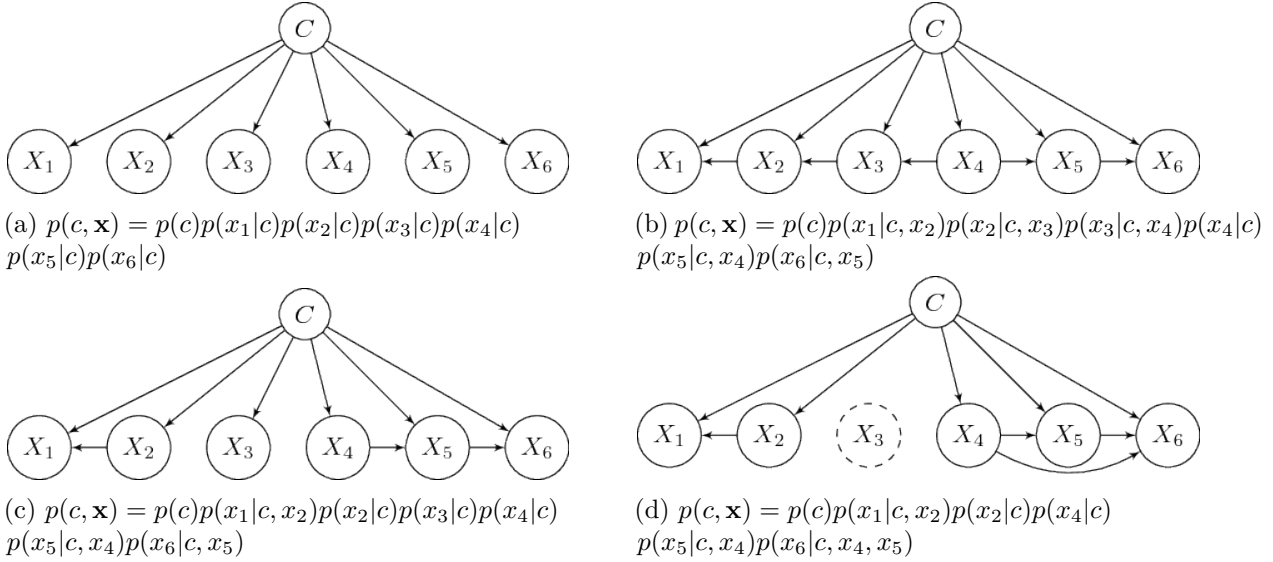 C
X₁ X₂ X₃ X₄ X₅ X₆
(a) p(c, x) = p(c)p(x₁|c)p(x₂|c)p(x₃|c)p(x₄|c)
p(x₅|c)p(x₆|c)
C
X₁ X₂ X₃ X₄ X₅ X₆
(b) p(c, x) = p(c)p(x₁|c, x₂)p(x₂|c, x₃)p(x₃|c, x₄)p(x₄|c)
p(x₅|c, x₄)p(x₆|c, x₅)
C
X₁ X₂ X₃ X₄ X₅ X₆
(c) p(c, x) = p(c)p(x₁|c, x₂)p(x₂|c)p(x₃|c)p(x₄|c)
p(x₅|c, x₄)p(x₆|c, x₅)
C
X₁ X₂ X₃ X₄ X₅ X₆
(d) p(c, x) = p(c)p(x₁|c, x₂)p(x₂|c)p(x₄|c)
p(x₅|c, x₄)p(x₆|c, x₄, x₅)